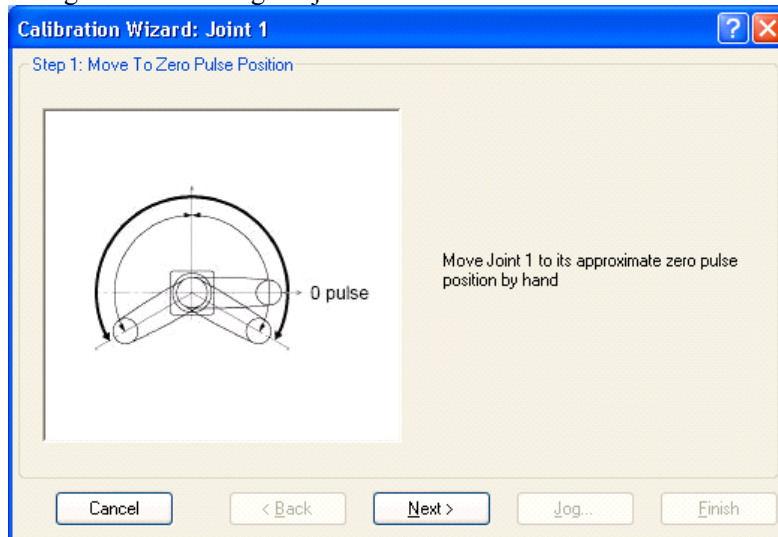 Calibration Wizard: Joint 1
Step 1: Move To Zero Pulse Position
0 pulse
Move Joint 1 to its approximate zero pulse
position by hand
Cancel
< Back
Next >
Jog...
Finish